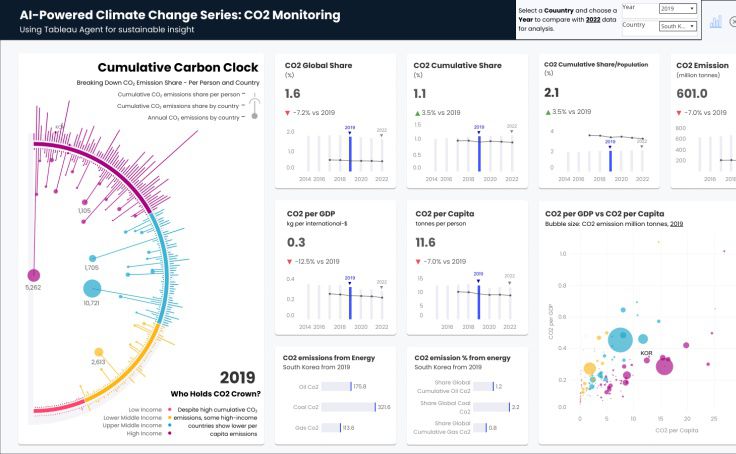 AI-Powered Climate Change Series: CO2 Monitoring
Using Tableau Agent for sustainable insight
Select a Couuntry and choose a
Year to compare with 2022 data
for analysis.
Year
2019
Country
South K...
Cumulative Carbon Clock
Breaking Down CO₂ Emission Share - Per Person and Country
Cumulative CO₂ emissions share per person
Cumulative CO₂ emissions share by country
Annual CO₂ emissions by country
1,105
5,262
1,705
10,721
2,613
2019
Who Holds CO2 Crown?
Low Income
Lower Middle Income
Upper Middle Income
High Income
Despite high cumulative CO₂
emissions, some high-income
countries show lower per
capita emissions
CO2 Global Share
(%)
1.6
▼ -7.2% vs 2019
2.0
1.0
0.0
2019
2022
2014 2016 2018 2020 2022
CO2 Cumulative Share
(%)
1.1
▲ 3.5% vs 2019
1.5
1.0
0.5
0.0
2019
2022
2014 2016 2018 2020 2022
CO2 Cumulative Share/Population
(%)
2.1
▲ 3.5% vs 2019
4
2
0
2019
2022
2014 2016 2018 2020 2022
CO2 Emission
(million tonnes)
601.0
▼ -7.0% vs 2019
800
600
400
200
2014 2016
CO2 per GDP
kg per international-$
0.3
▼ -12.5% vs 2019
0.4
0.2
0.0
2019
2022
2014 2016 2018 2020 2022
CO2 per Capita
tonnes per person
11.6
▼ -7.0% vs 2019
15
10
5
0
2019
2022
2014 2016 2018 2020 2022
CO2 per GDP vs CO2 per Capita
Bubble size: CO2 emission million tonnes, 2019
CO2 per GDP
1.0
0.8
0.6
0.4
0.2
0.0
KOR
0 5 10 15 20 25
CO2 per Capita
CO2 emissions from Energy
South Korea from 2019
Oil Co2
175.8
Coal Co2
321.6
Gas Co2
113.8
CO2 emission % from energy
South Korea from 2019
Share Global
Cumulative Oil Co2
1.2
Share Global Coal
Co2
2.2
Share Global
Cumulative Gas Co2
0.8